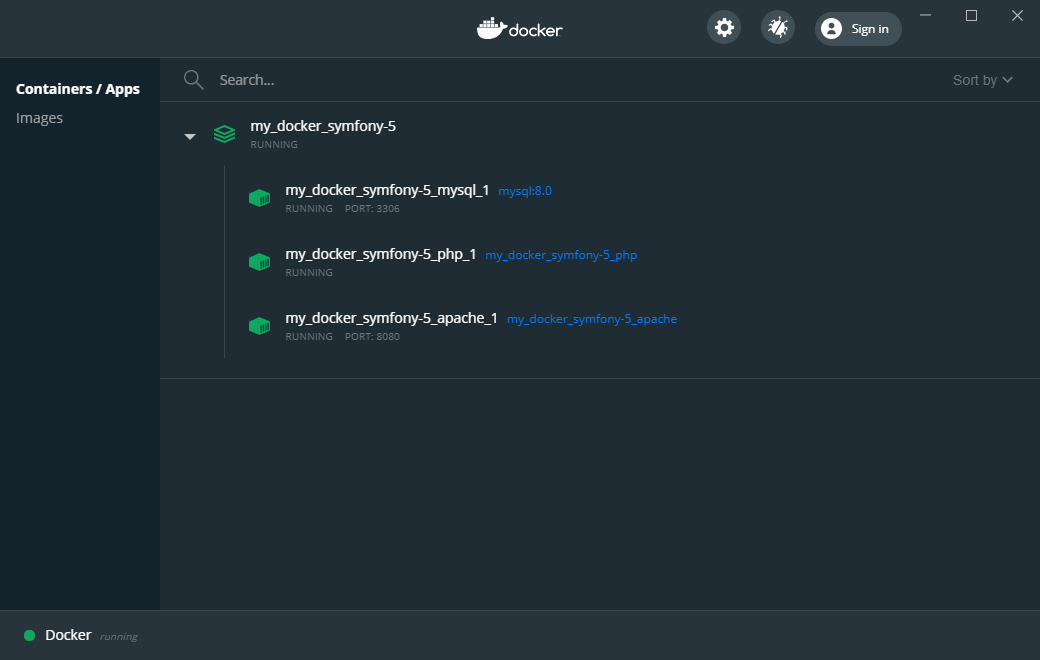 docker
Sign in
Containers / Apps
Images
Search...
Sort by
my_docker_symfony-5
RUNNING
my_docker_symfony-5_mysql_1 mysql:8.0
RUNNING PORT: 3306
my_docker_symfony-5_php_1 my_docker_symfony-5_php
RUNNING
my_docker_symfony-5_apache_1 my_docker_symfony-5_apache
RUNNING PORT: 8080
Docker running